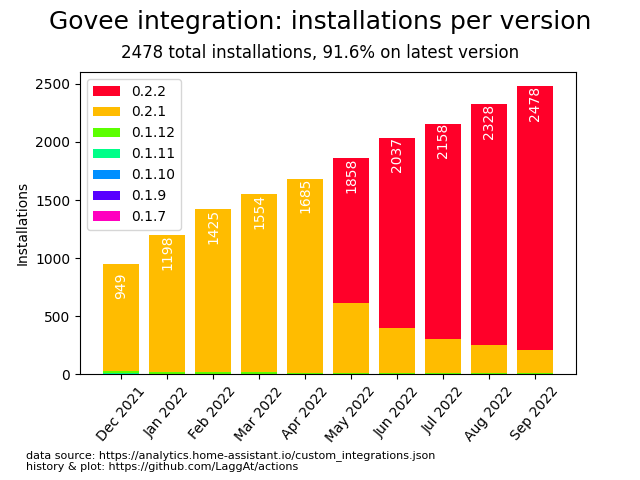 Govee integration: installations per version
2478 total installations, 91.6% on latest version
Installations
2500
2000
1500
1000
500
0
0.2.2
0.2.1
0.1.12
0.1.11
0.1.10
0.1.9
0.1.7
949
1198
1425
1554
1685
1858
2037
2158
2328
2478
Dec 2021
Jan 2022
Feb 2022
Mar 2022
Apr 2022
May 2022
Jun 2022
Jul 2022
Aug 2022
Sep 2022
data source: https://analytics.home-assistant.io/custom_integrations.json
history & plot: https://github.com/LaggAt/actions